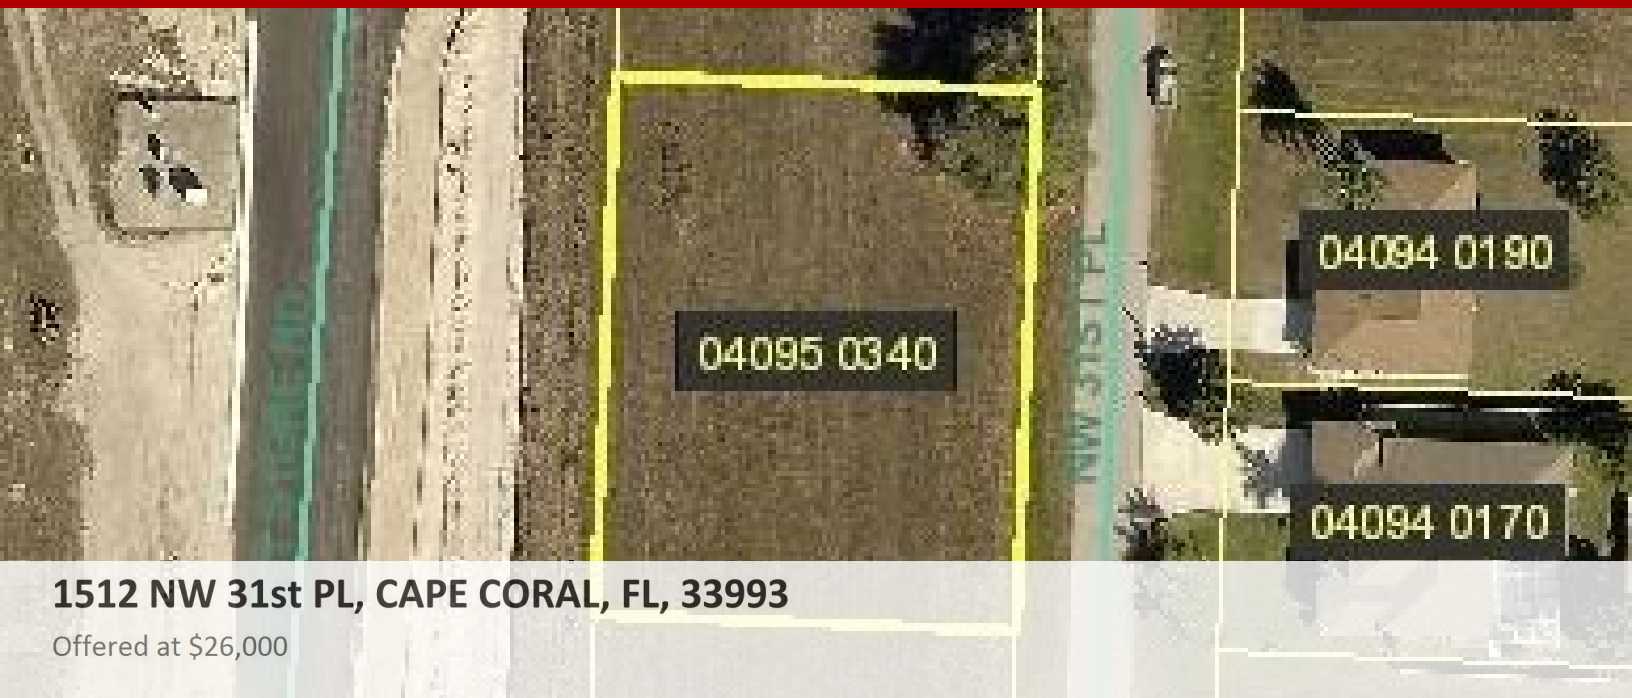 04094 0190
04095 0340
NW 31ST PL
04094 0170
1512 NW 31st PL, CAPE CORAL, FL, 33993
Offered at $26,000